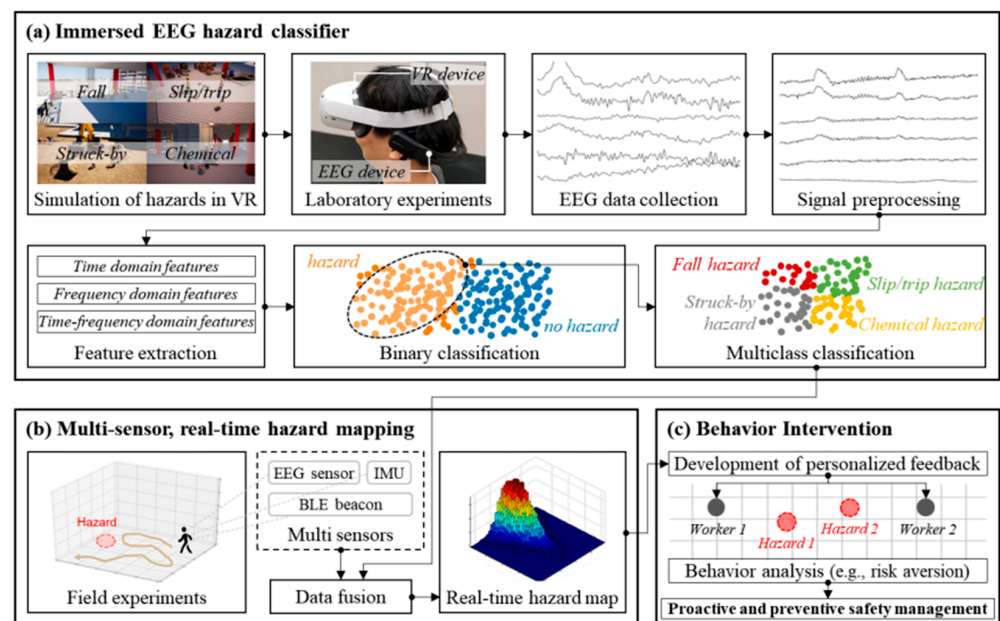 (a) Immersed EEG hazard classifier
Fall
Slip/trip
Struck-by
Chemical
Simulation of hazards in VR
VR device
EEG device
Laboratory experiments
EEG data collection
Signal preprocessing
Time domain features
Frequency domain features
Time-frequency domain features
Feature extraction
hazard
no hazard
Binary classification
Fall hazard
Slip/trip hazard
Struck-by
hazard
Chemical hazard
Multiclass classification
(b) Multi-sensor, real-time hazard mapping
Hazard
Field experiments
EEG sensor
IMU
BLE beacon
Multi sensors
Data fusion
Real-time hazard map
(c) Behavior Intervention
Development of personalized feedback
Worker 1
Hazard 1
Hazard 2
Worker 2
Behavior analysis (e.g., risk aversion)
Proactive and preventive safety management